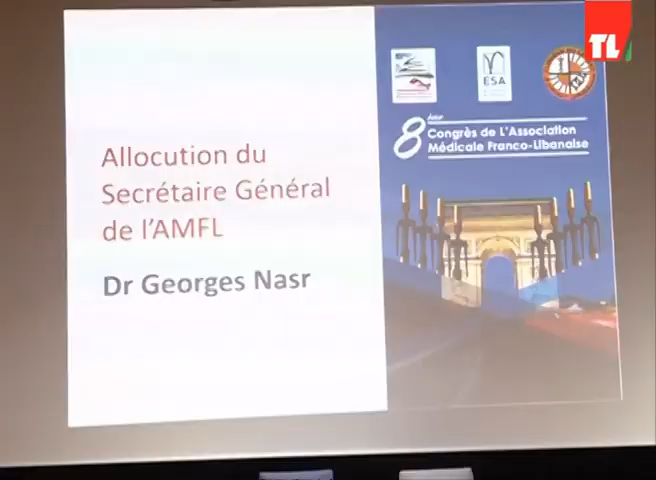 Allocution du
Secrétaire Général
de l'AMFL
Dr Georges Nasr
ESA
8ème
Congrès de L'Association
Médicale Franco-Libanaise
TL